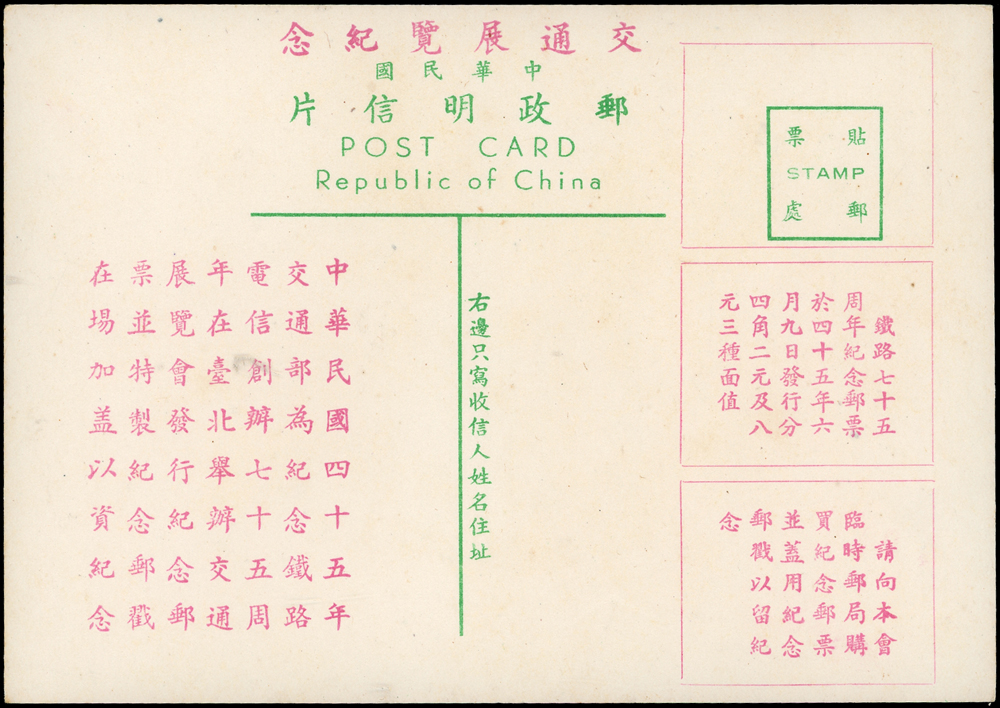 交通展覽紀念
中華民國
郵政明信片
POST CARD
Republic of China
貼郵
票處
STAMP
中華民國四十五年
交通部為紀念鐵路
電信創辦七十五周
年在臺北舉辦交通
展覽會發行紀念郵
票並特製紀念郵戳
在場加盖以資紀念
右邊只寫收信人姓名住址
鐵路七十五
周年紀念郵票
於四十五年六
月九日發行分
四角二元及八
元三種面值
請向本會
臨時郵局購
買紀念郵票
並蓋用紀念
郵戳以留紀
念